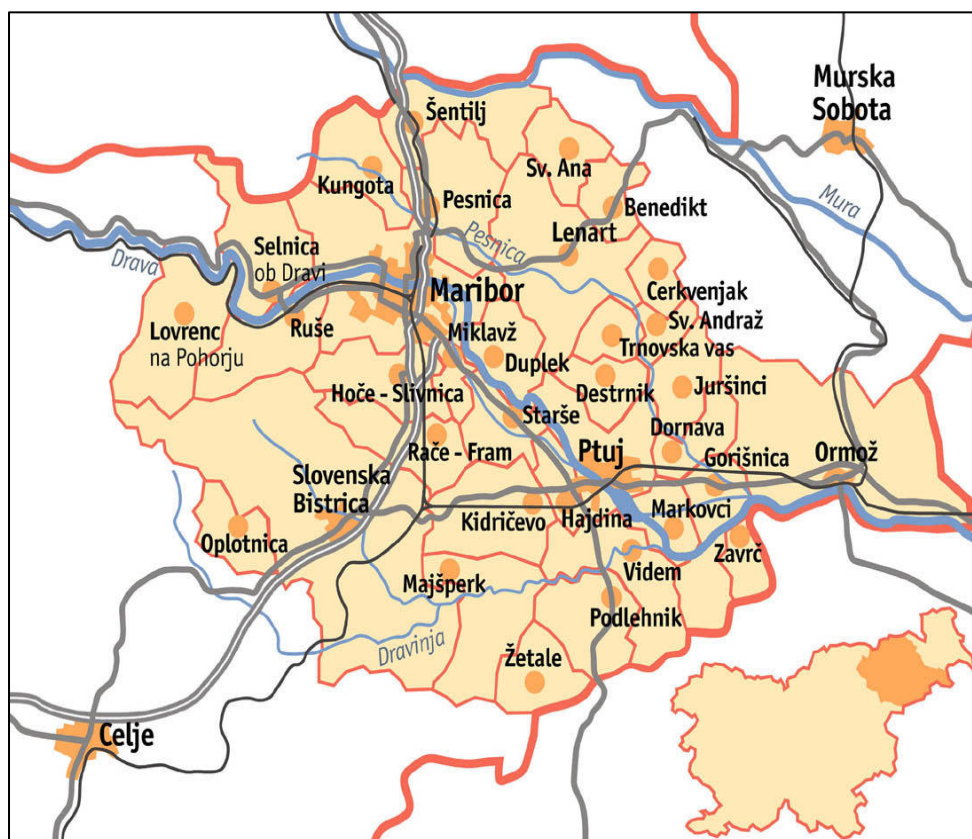 Murska
Sobota
Šentilj
Sv. Ana
Kungota
Mura
Pesnica
Benedikt
Pesnica
Lenart
Selnica
ob Dravi
Drava
Cerkvenjak
Maribor
Sv. Andraž
Lovrenc
na Pohorju
Ruše
Miklavž
Trnovska vas
Duplek
Hoče - Slivnica
Destrnik
Juršinci
Starše
Dornava
Rače - Fram
Ptuj
Gorišnica
Ormož
Slovenska
Bistrica
Kidričevo
Hajdina
Markovci
Oplotnica
Zavrč
Majšperk
Videm
Podlehnik
Dravinja
Žetale
Celje